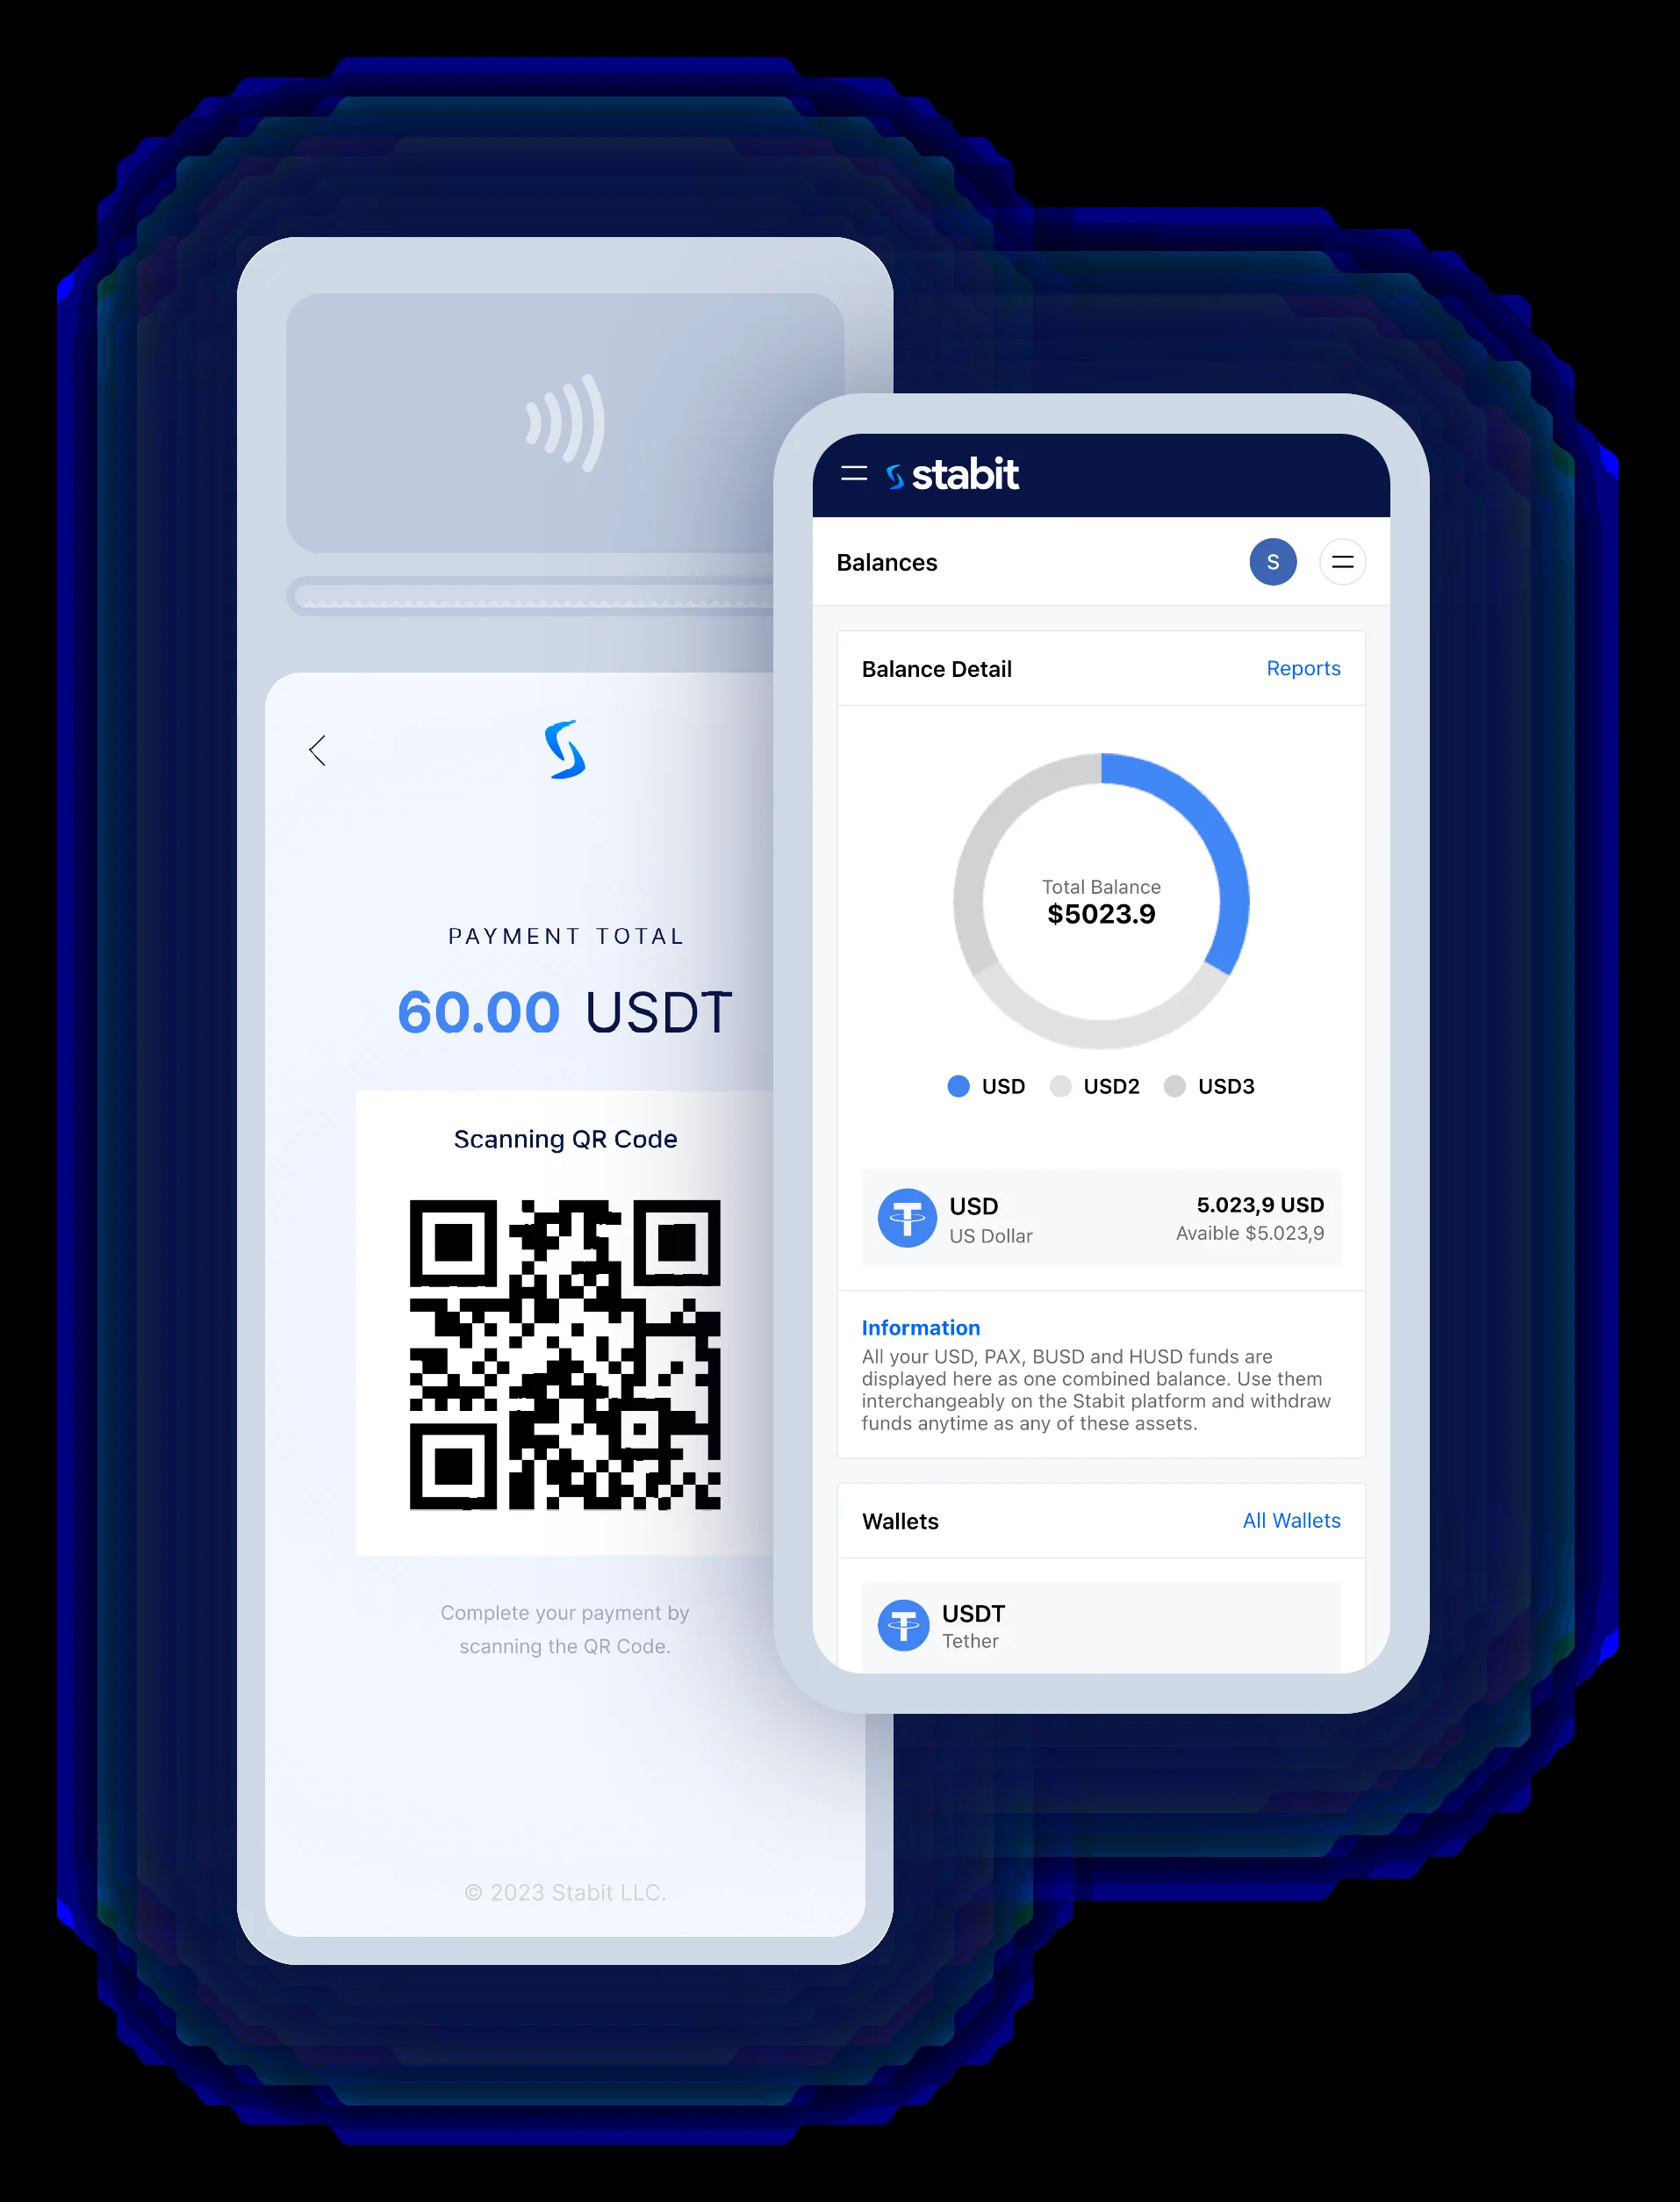 PAYMENT TOTAL
60.00 USDT
Scanning QR Code
Complete your payment by
scanning the QR Code.
© 2023 Stabit LLC.
stabit
Balances
S
Balance Detail
Reports
Total Balance
$5023.9
USD
USD2
USD3
USD
5.023,9 USD
US Dollar
Avaible $5.023,9
Information
All your USD, PAX, BUSD and HUSD funds are
displayed here as one combined balance. Use them
interchangeably on the Stabit platform and withdraw
funds anytime as any of these assets.
Wallets
All Wallets
USDT
Tether